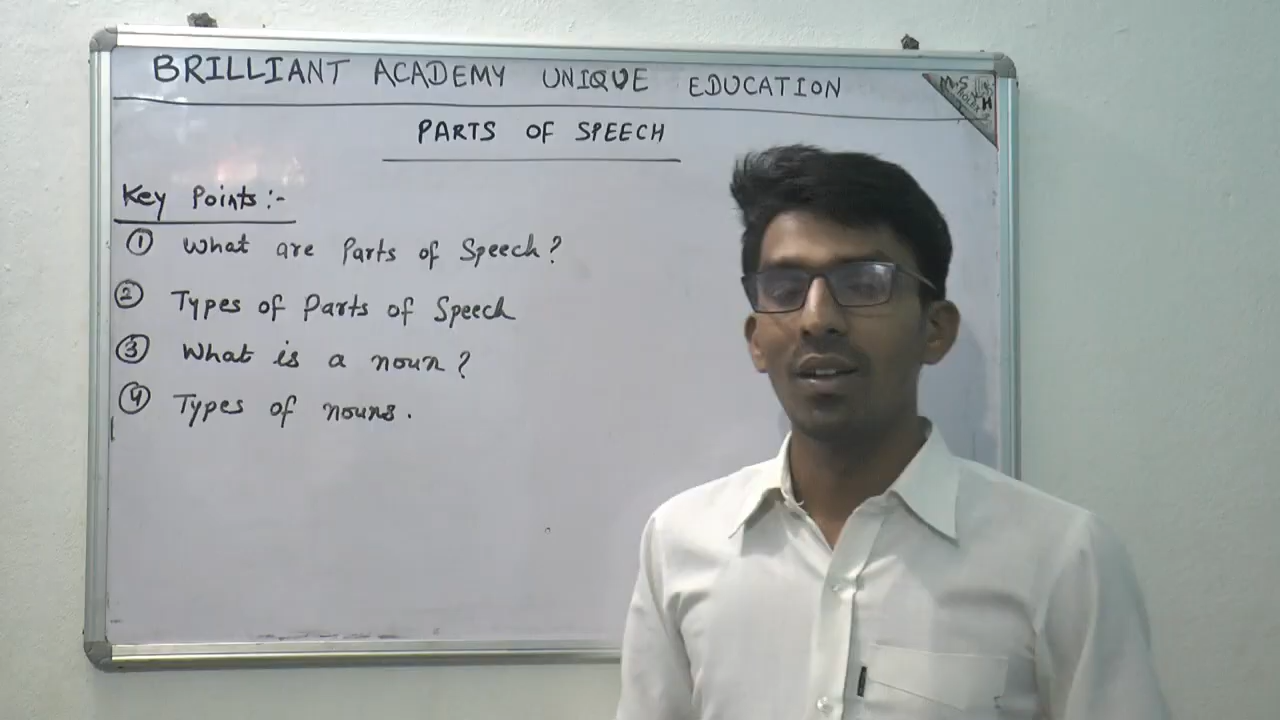 BRILLIANT ACADEMY UNIQUE EDUCATION
PARTS OF SPEECH
Key Points:-
① What are Parts of Speech?
② Types of Parts of Speech
③ What is a noun?
④ Types of nouns.